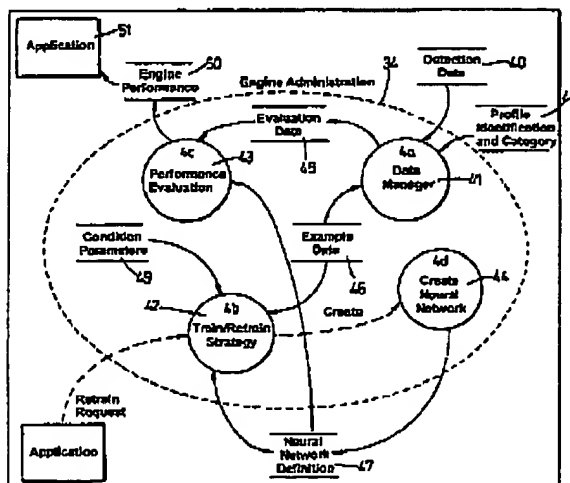 51
Application
50
Engine
Performance
Engine Administration
34
Detection
Data
40
Profile
Identification
and Category
4
Evaluation
Data
45
4c
Performance
Evaluation
43
4a
Data
Manager
41
Condition
Parameters
49
Example
Data
46
4d
Create
Neural
Network
44
42
4b
Train/Retrain
Strategy
Create
Retrain
Request
Application
Neural
Network
Definition
47